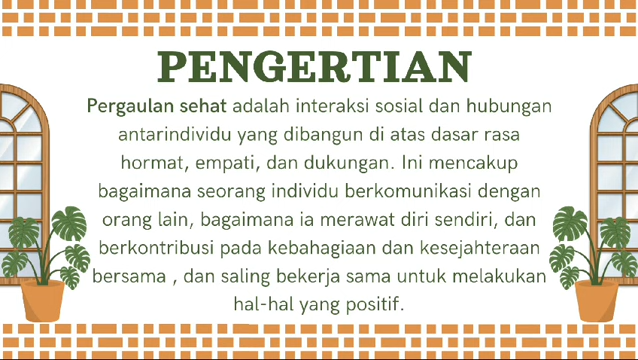 PENGERTIAN
Pergaulan sehat adalah interaksi sosial dan hubungan
antarindividu yang dibangun di atas dasar rasa
hormat, empati, dan dukungan. Ini mencakup
bagaimana seorang individu berkomunikasi dengan
orang lain, bagaimana ia merawat diri sendiri, dan
berkontribusi pada kebahagiaan dan kesejahteraan
bersama , dan saling bekerja sama untuk melakukan
hal-hal yang positif.